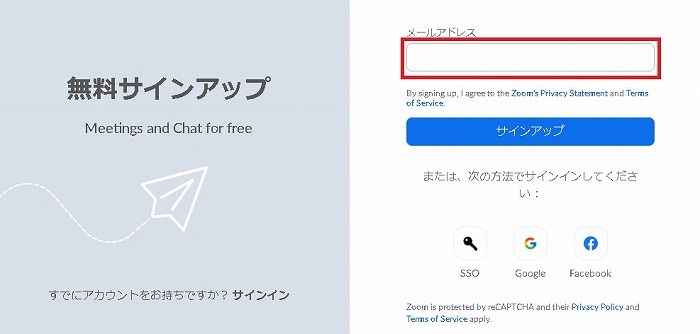 無料サインアップ
Meetings and Chat for free
すでにアカウントをお持ちですか? サインイン
メールアドレス
By signing up, I agree to the Zoom's Privacy Statement and Terms
of Service.
サインアップ
または、次の方法でサインインしてくださ
い：
SSO
Google
Facebook
Zoom is protected by reCAPTCHA and their Privacy Policy and
Terms of Service apply.